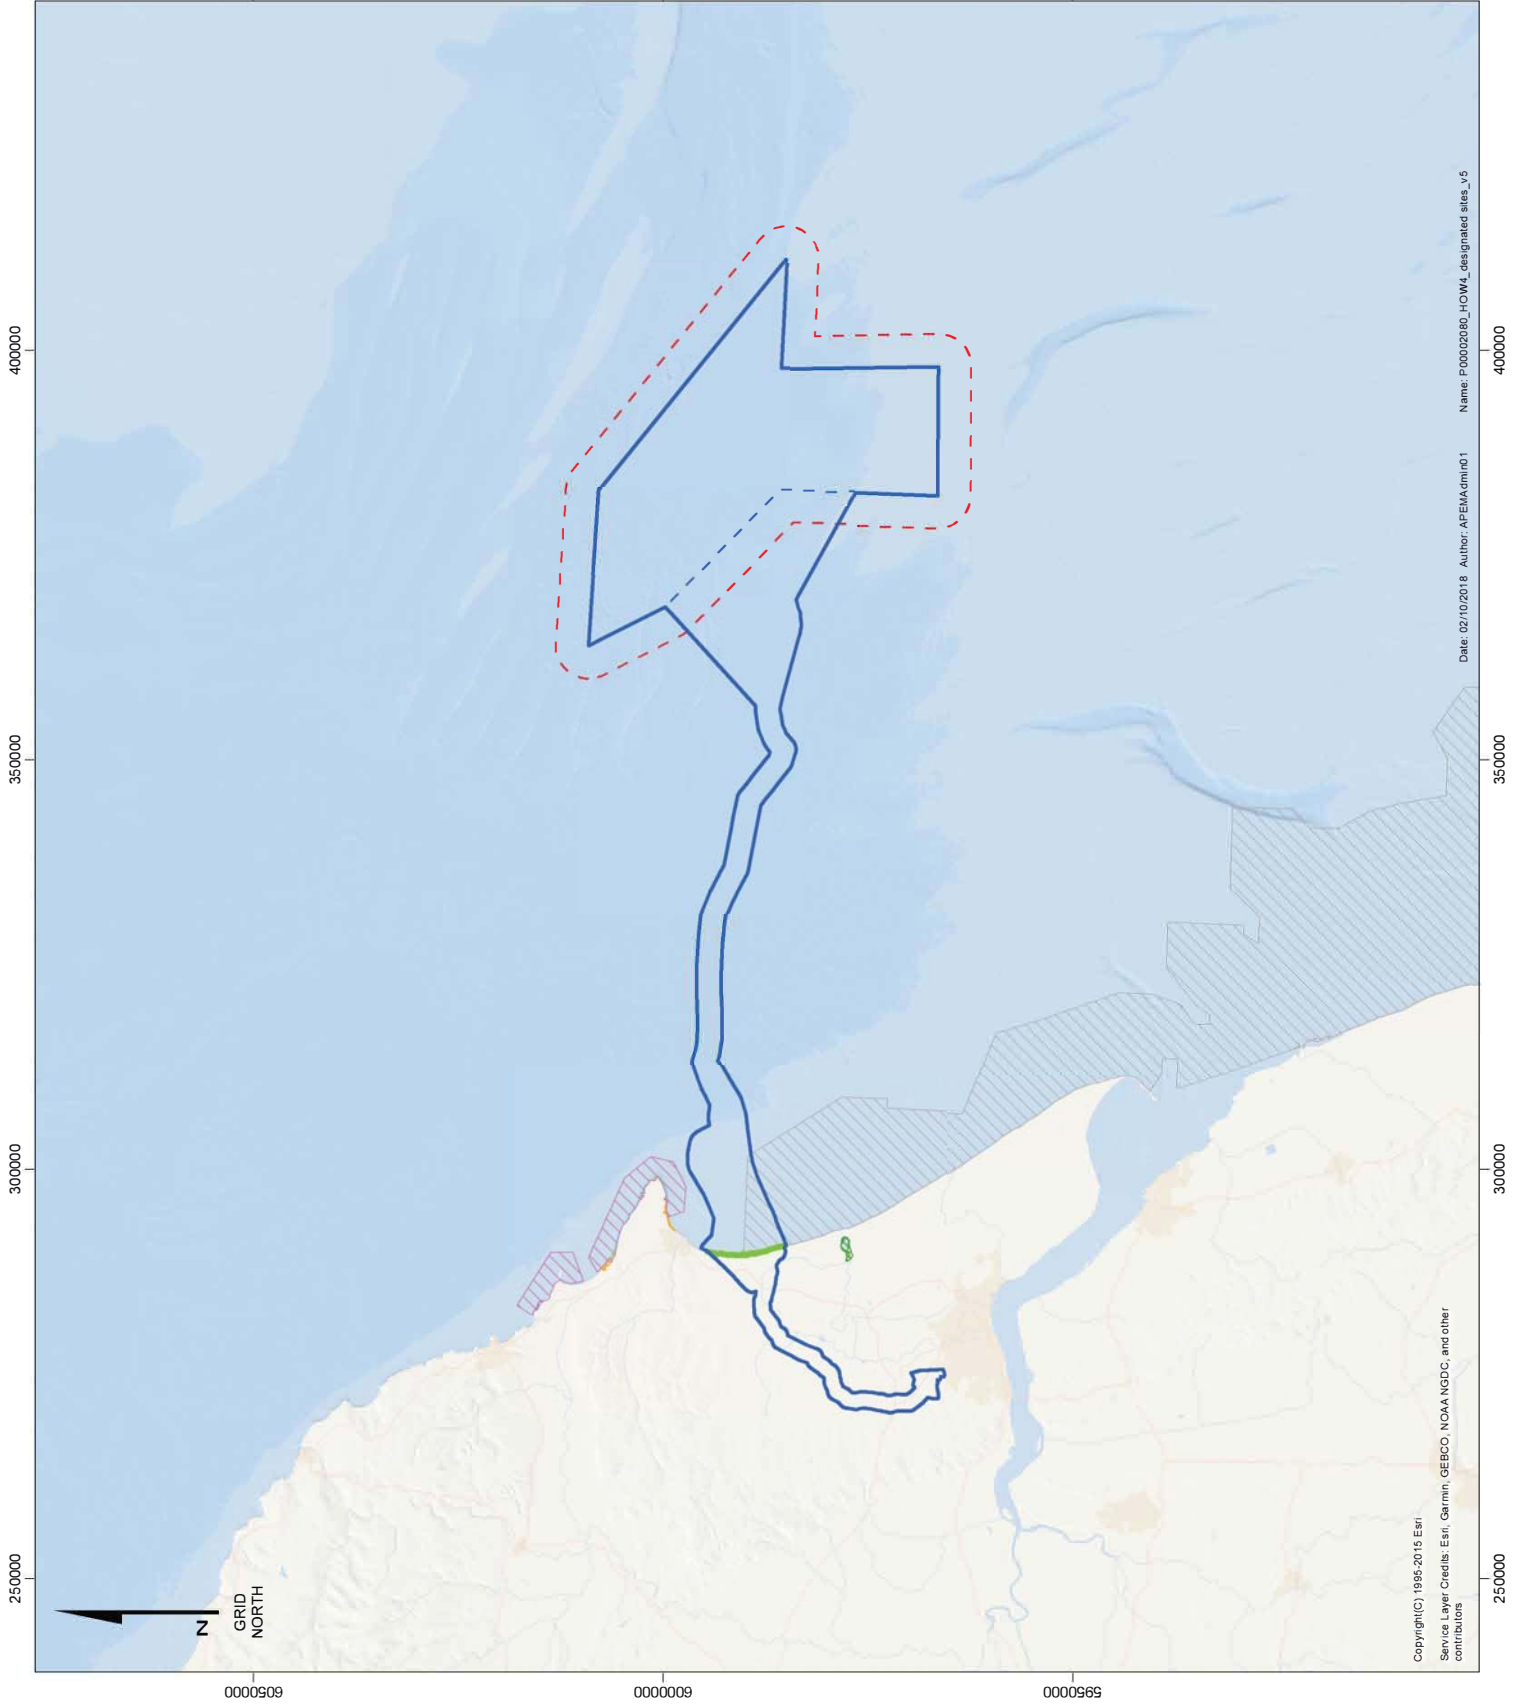 250000
300000
350000
400000
6050000
6000000
5950000
N
GRID
NORTH
250000
300000
350000
400000
Copyright(C) 1995-2015 Esri
Service Layer Credits: Esri, Garmin, GEBCO, NOAA NGDC, and other
contributors
Date: 02/10/2018 Author: APEMAdmin01 Name: P00002080_HOW4_designated sites_v5